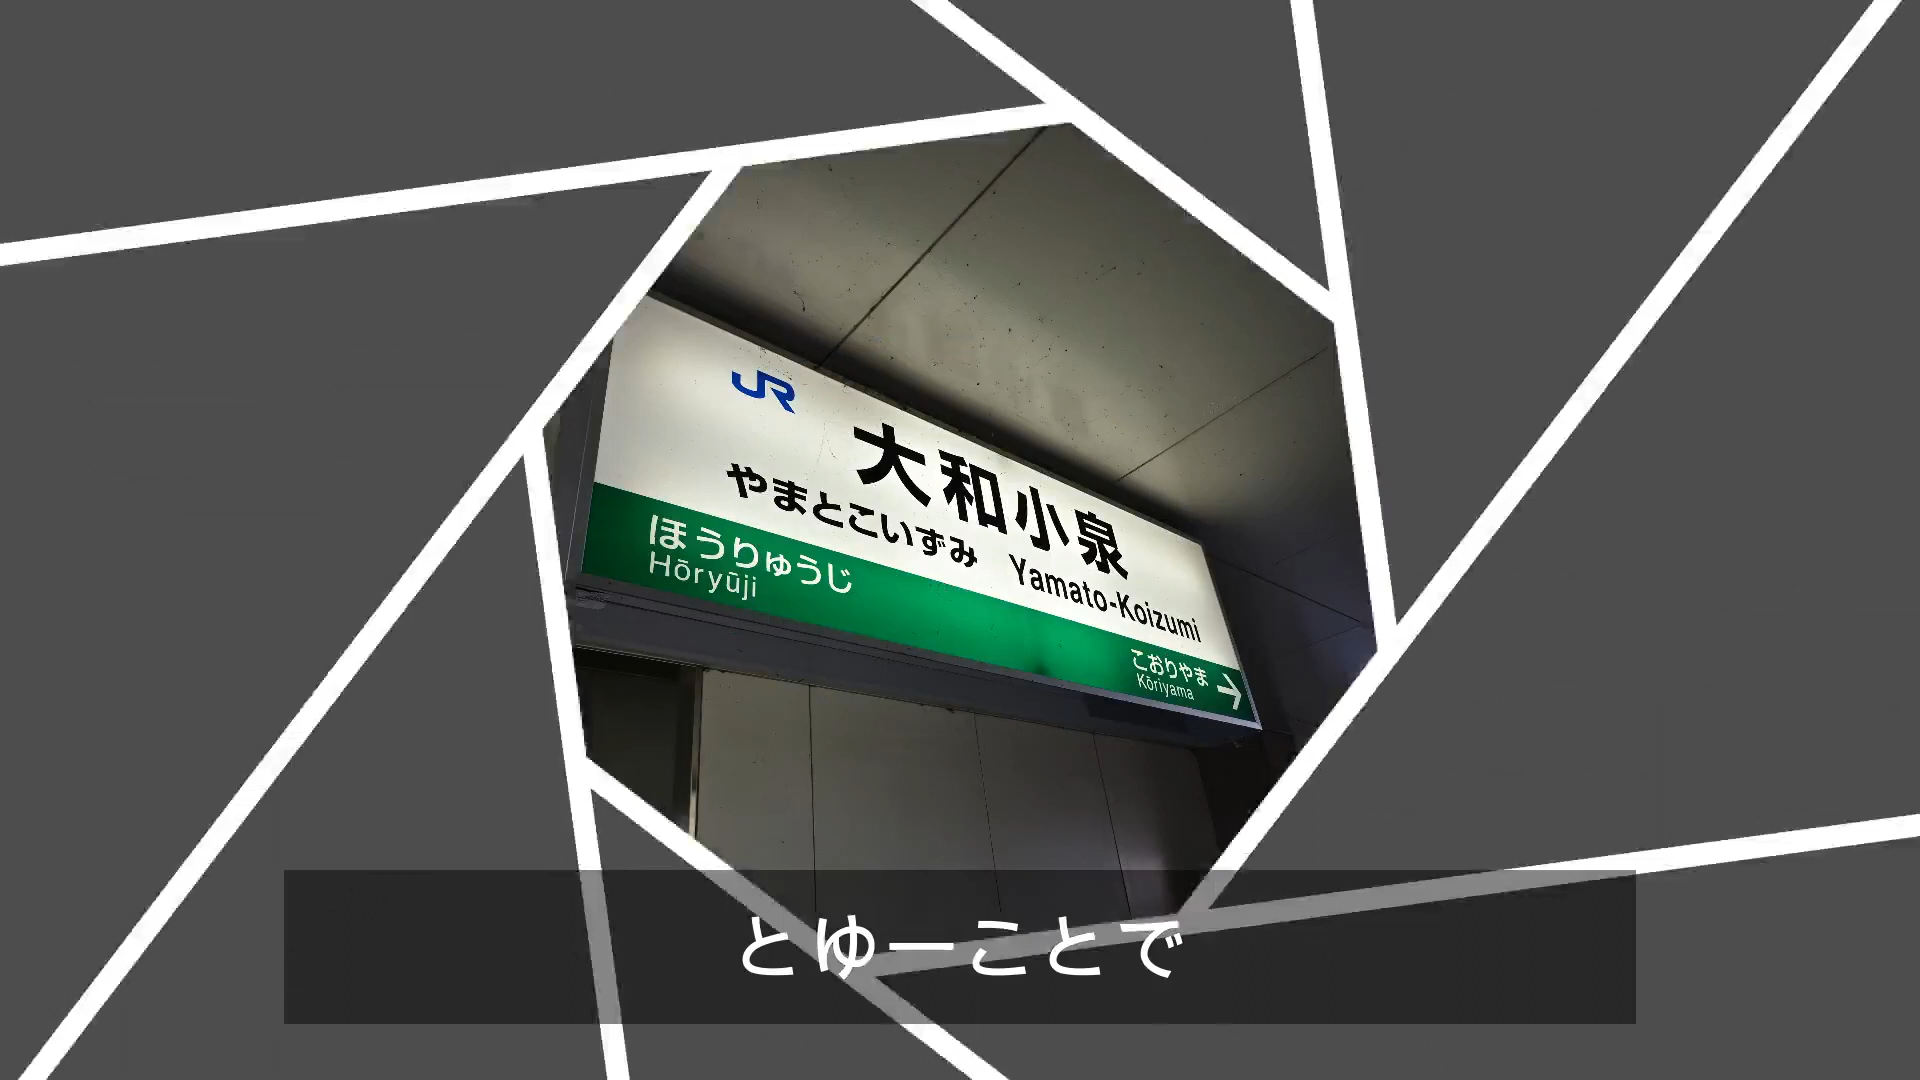 JR
大和小泉
やまとこいずみ Yamato-Koizumi
ほうりゅうじ
Hōryūji
こおりやま →
Kōriyama
とゆーことで